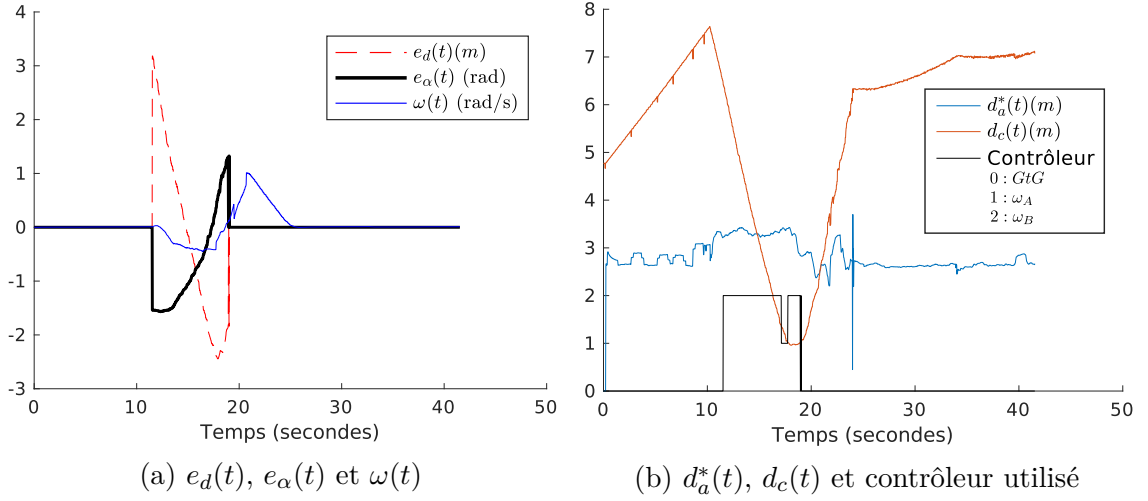 4
3
2
1
0
-1
-2
-3
0
10
20
30
40
50
e_d(t)(m)
e_α(t) (rad)
ω(t) (rad/s)
Temps (secondes)
(a) e_d(t), e_α(t) et ω(t)
8
7
6
5
4
3
2
1
0
0
10
20
30
40
50
d_a^*(t)(m)
d_c(t)(m)
Contrôleur
0 : GtG
1 : ω_A
2 : ω_B
Temps (secondes)
(b) d_a^*(t), d_c(t) et contrôleur utilisé